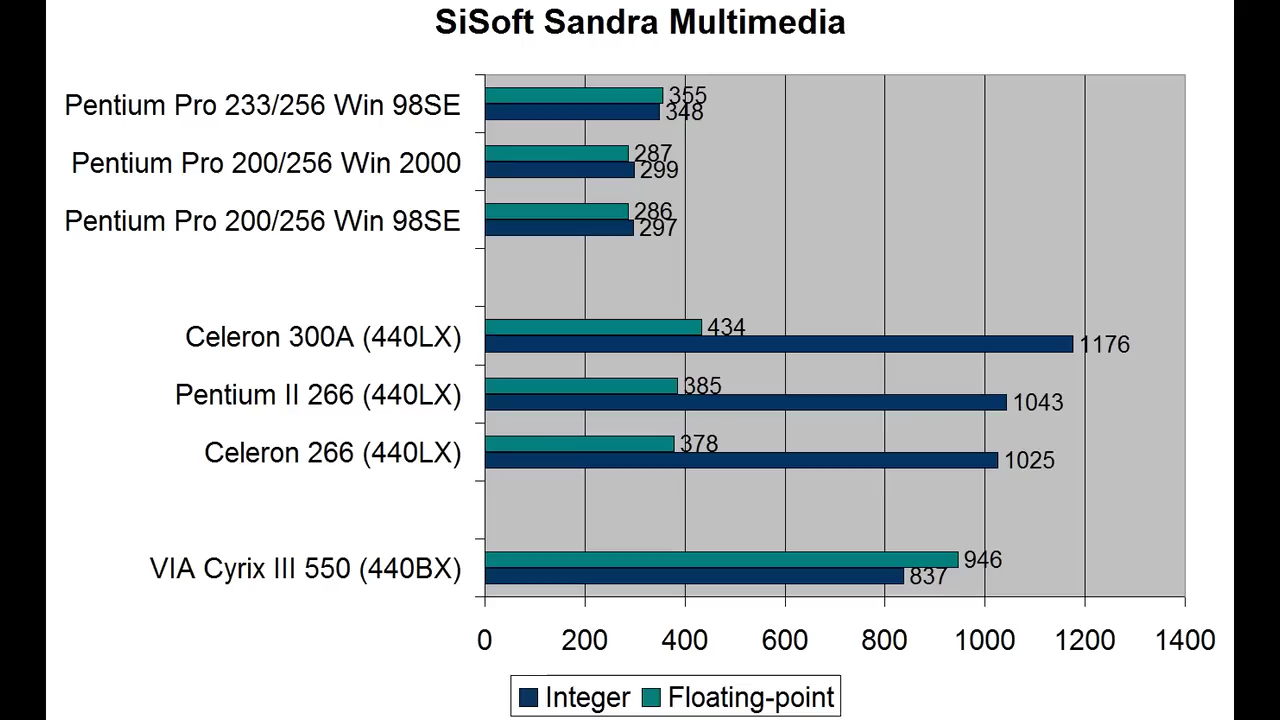 SiSoft Sandra Multimedia
Pentium Pro 233/256 Win 98SE
355
348
Pentium Pro 200/256 Win 2000
287
299
Pentium Pro 200/256 Win 98SE
286
297
Celeron 300A (440LX)
434
1176
Pentium II 266 (440LX)
385
1043
Celeron 266 (440LX)
378
1025
VIA Cyrix III 550 (440BX)
946
837
0 200 400 600 800 1000 1200 1400
Integer Floating-point